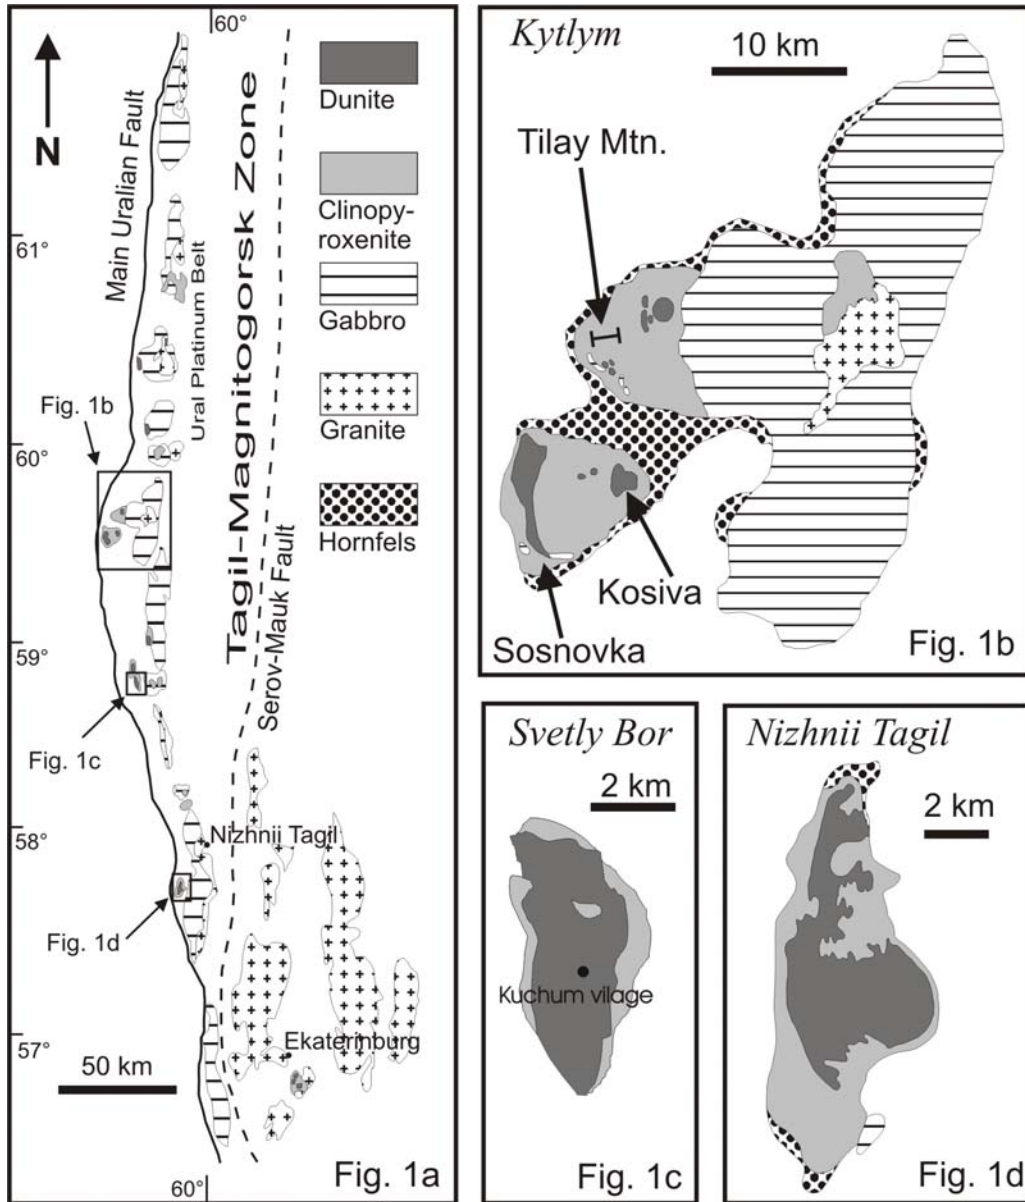 60°
N
Main Uralian Fault
Ural Platinum Belt
Tagil-Magnitogorsk Zone
Serov-Mauk Fault
Dunite
Clinopy-
roxenite
Gabbro
Granite
Hornfels
61°
60°
59°
58°
57°
Fig. 1b
Fig. 1c
Nizhnii Tagil
Fig. 1d
Ekaterinburg
50 km
60°
Fig. 1a
Kytlym
10 km
Tilay Mtn.
Kosiva
Sosnovka
Fig. 1b
Svetly Bor
2 km
Kuchum vilage
Fig. 1c
Nizhnii Tagil
2 km
Fig. 1d